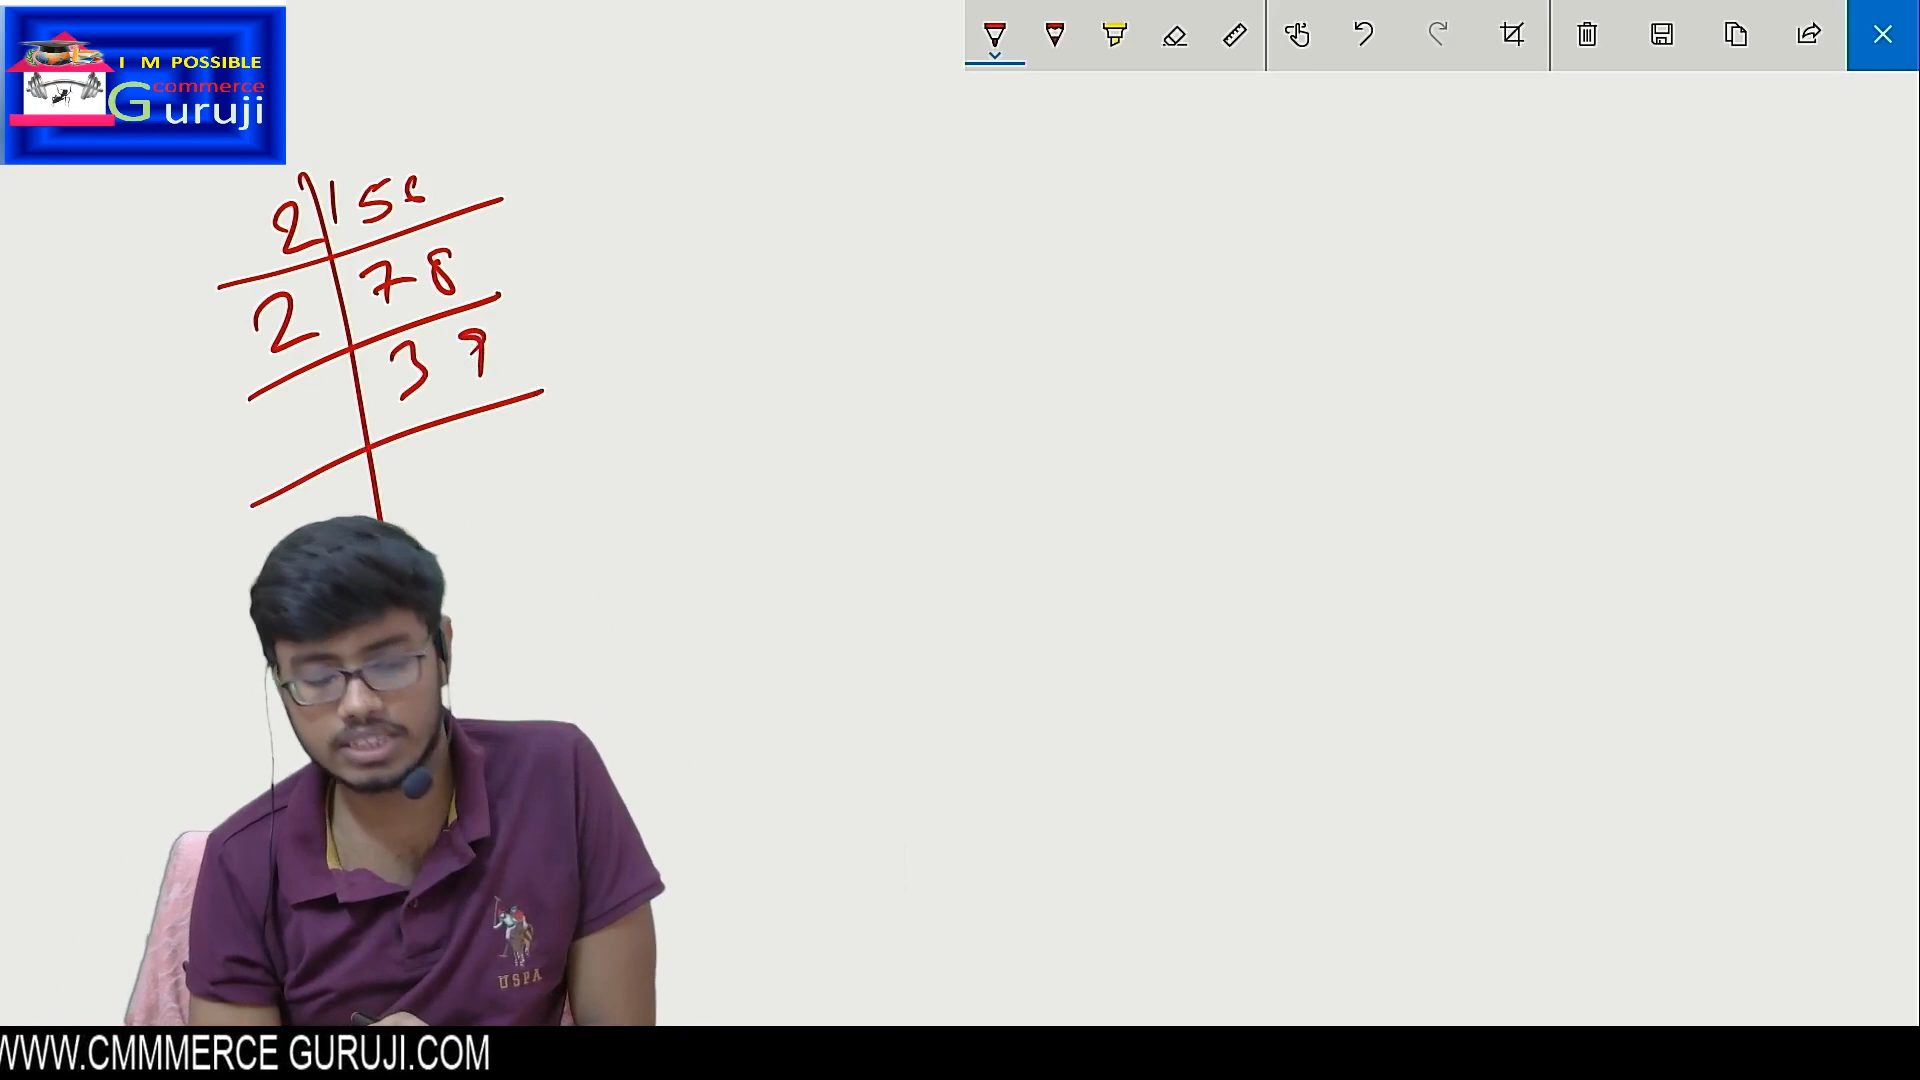 I M POSSIBLE
commerce
Guruji
2 156
2 78
39
USPA
WWW.CMMMERCE GURUJI.COM